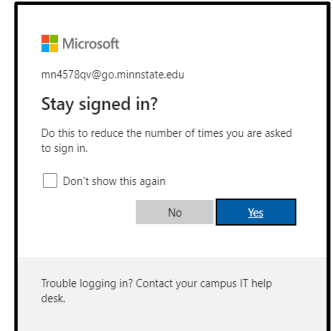 Microsoft
mn4578qv@go.minnstate.edu
Stay signed in?
Do this to reduce the number of times you are asked
to sign in.
Don't show this again
No
Yes
Trouble logging in? Contact your campus IT help
desk.